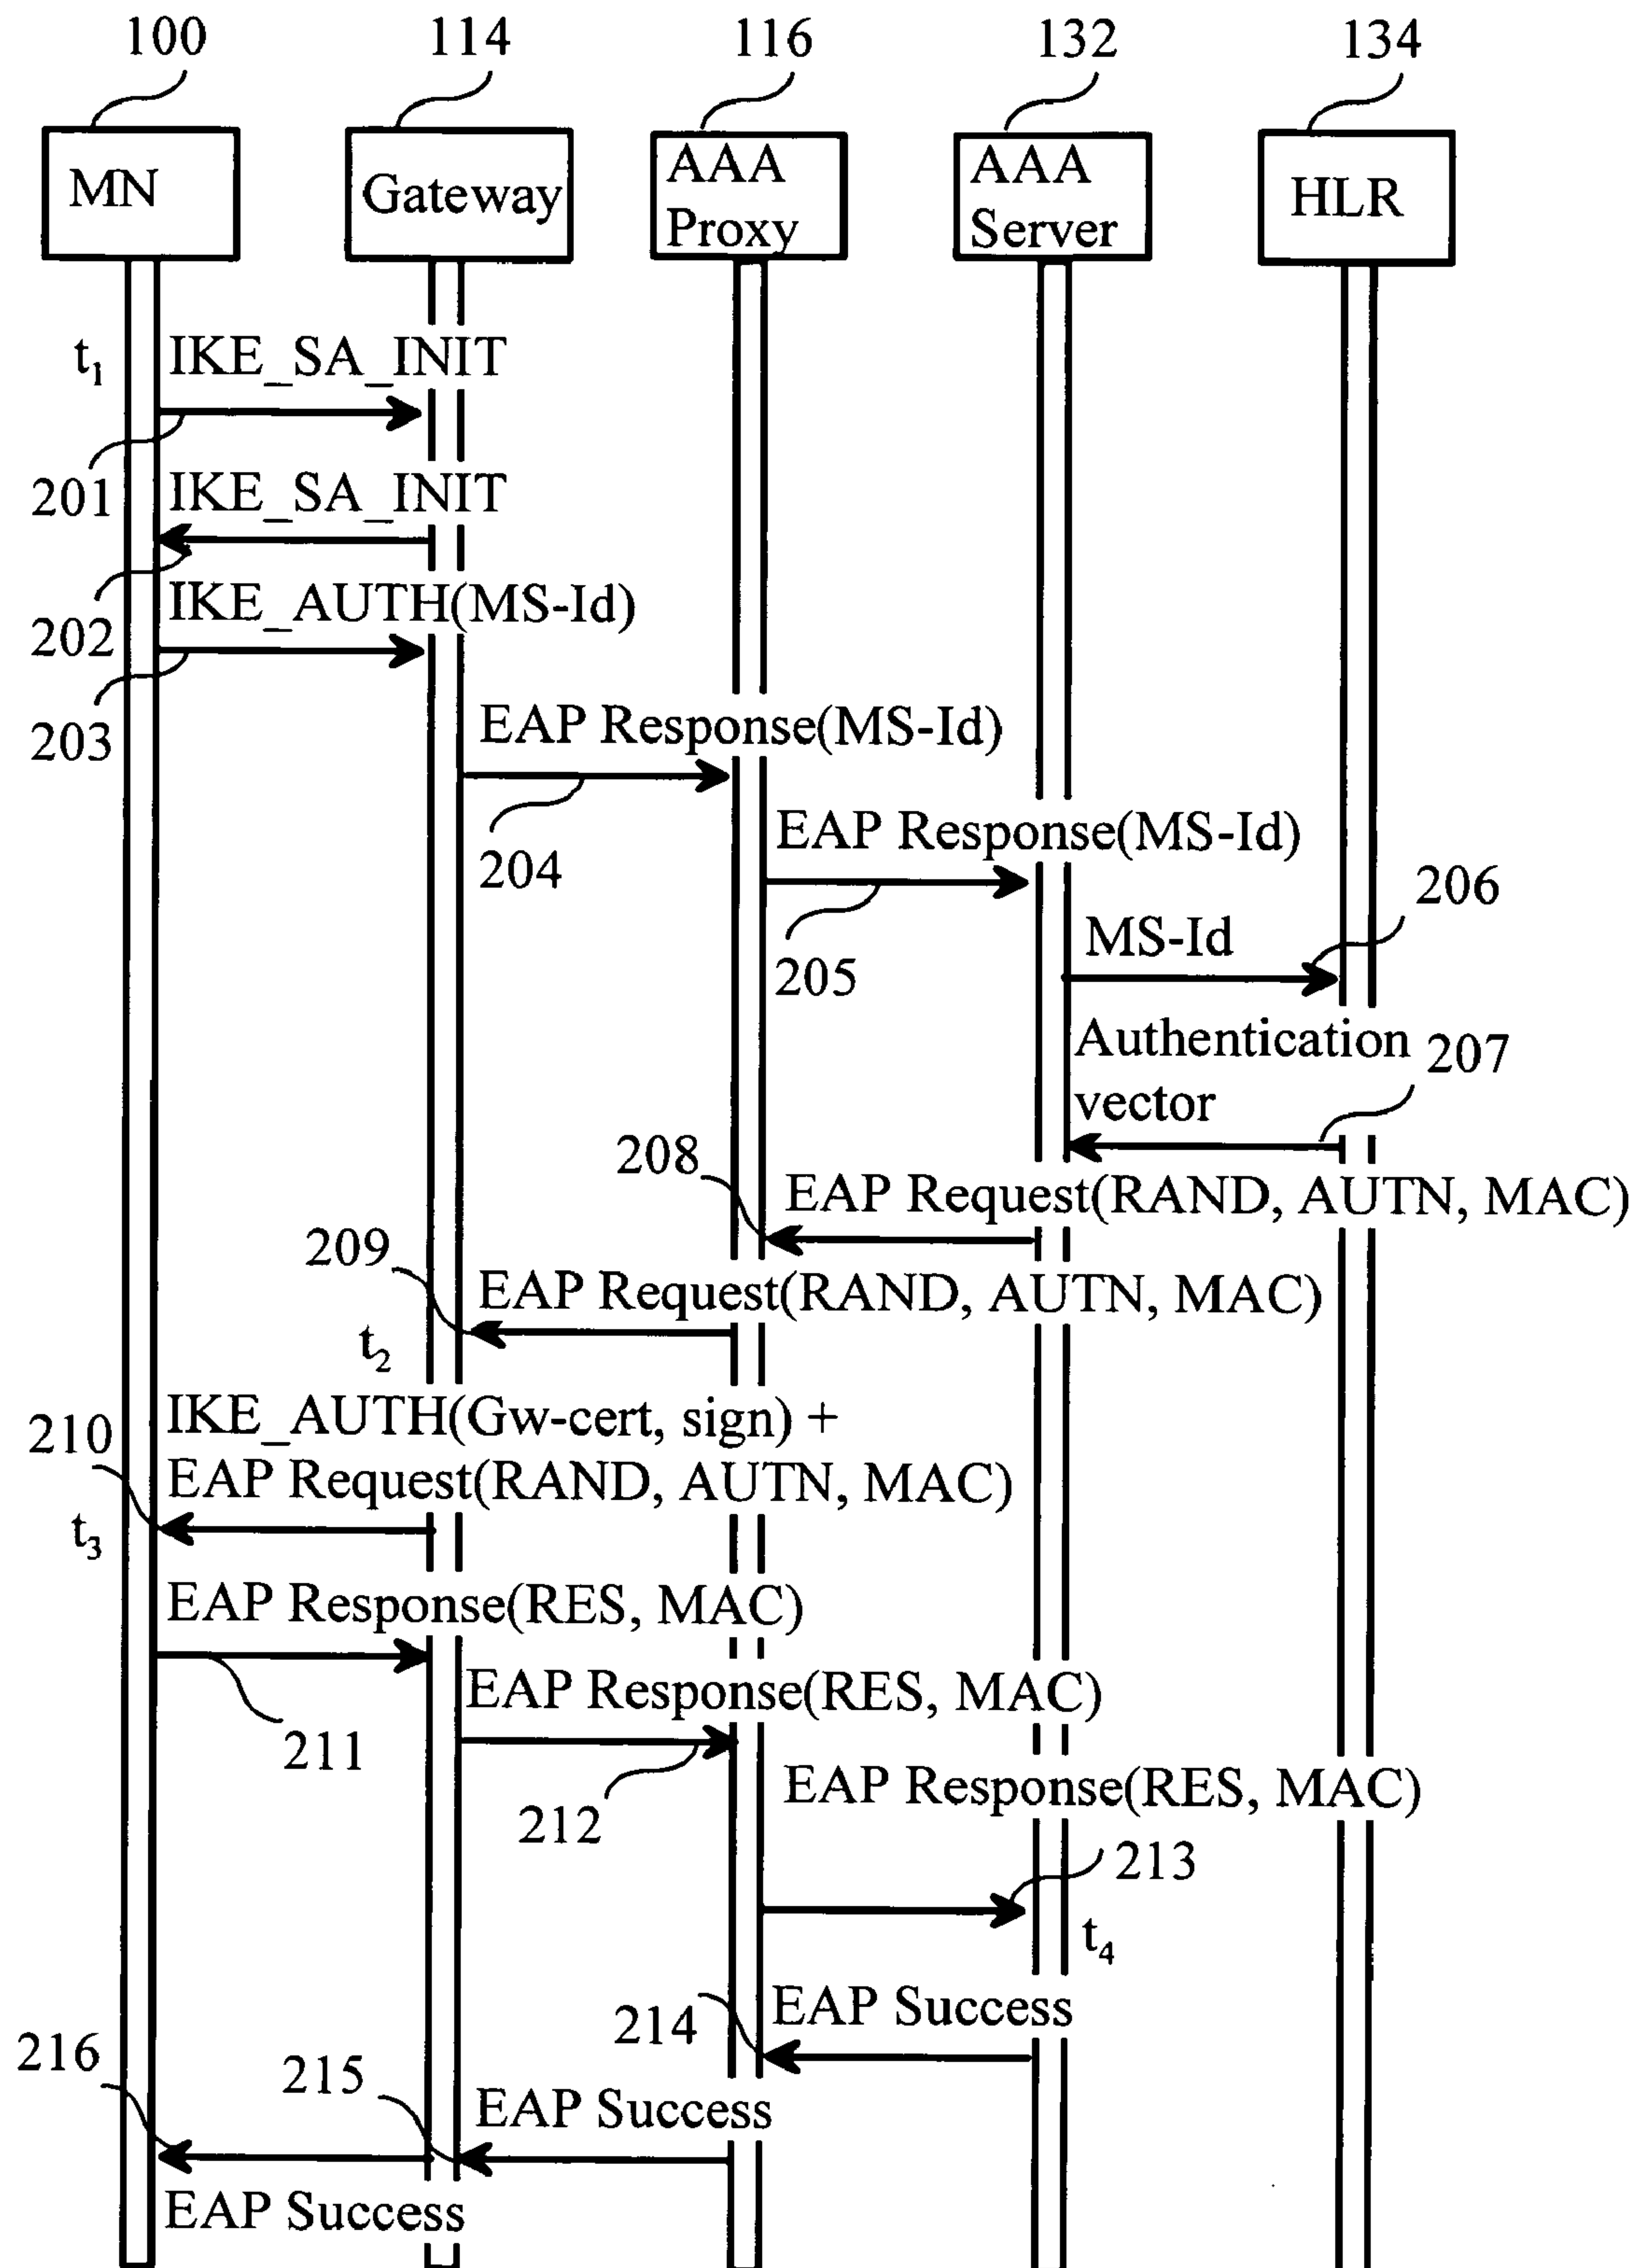 100
114
116
132
134
MN
Gateway
AAA
Proxy
AAA
Server
HLR
t1
IKE_SA_INIT
201
IKE_SA_INIT
202
IKE_AUTH(MS-Id)
203
EAP Response(MS-Id)
204
EAP Response(MS-Id)
205
206
MS-Id
Authentication
vector
207
208
EAP Request(RAND, AUTN, MAC)
209
EAP Request(RAND, AUTN, MAC)
t2
210
IKE_AUTH(Gw-cert, sign) +
EAP Request(RAND, AUTN, MAC)
t3
EAP Response(RES, MAC)
211
EAP Response(RES, MAC)
212
EAP Response(RES, MAC)
213
t4
214
EAP Success
215
EAP Success
216
EAP Success